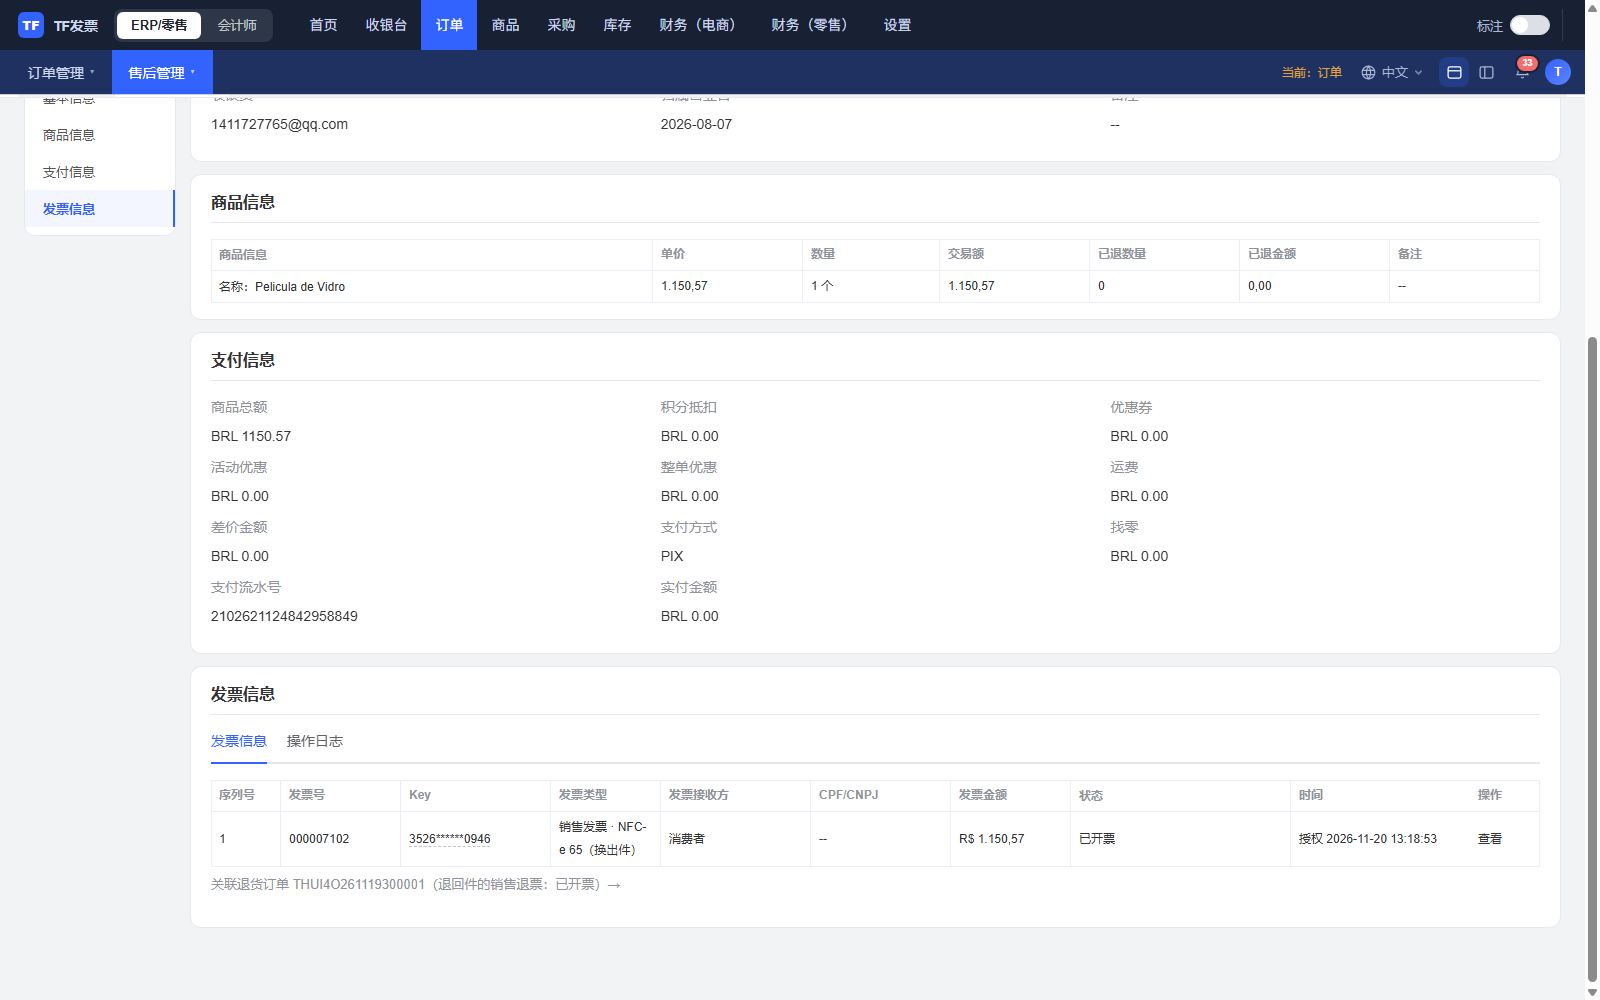 TF TF发票 ERP/零售 会计师 首页 收银台 订单 商品 采购 库存 财务（电商） 财务（零售） 设置 标注
订单管理 售后管理 当前：订单 中文 33 T
基本信息
商品信息
支付信息
发票信息
1411727765@qq.com 2026-08-07 --
商品信息
商品信息 单价 数量 交易额 已退数量 已退金额 备注
名称：Pelicula de Vidro 1.150,57 1 个 1.150,57 0 0,00 --
支付信息
商品总额 积分抵扣 优惠券
BRL 1150.57 BRL 0.00 BRL 0.00
活动优惠 整单优惠 运费
BRL 0.00 BRL 0.00 BRL 0.00
差价金额 支付方式 找零
BRL 0.00 PIX BRL 0.00
支付流水号 实付金额
2102621124842958849 BRL 0.00
发票信息
发票信息 操作日志
序列号 发票号 Key 发票类型 发票接收方 CPF/CNPJ 发票金额 状态 时间 操作
1 000007102 3526******0946 销售发票 · NFC-e 65（换出件） 消费者 -- R$ 1.150,57 已开票 授权 2026-11-20 13:18:53 查看
关联退货订单 THUI4O261119300001（退回件的销售退票：已开票）→